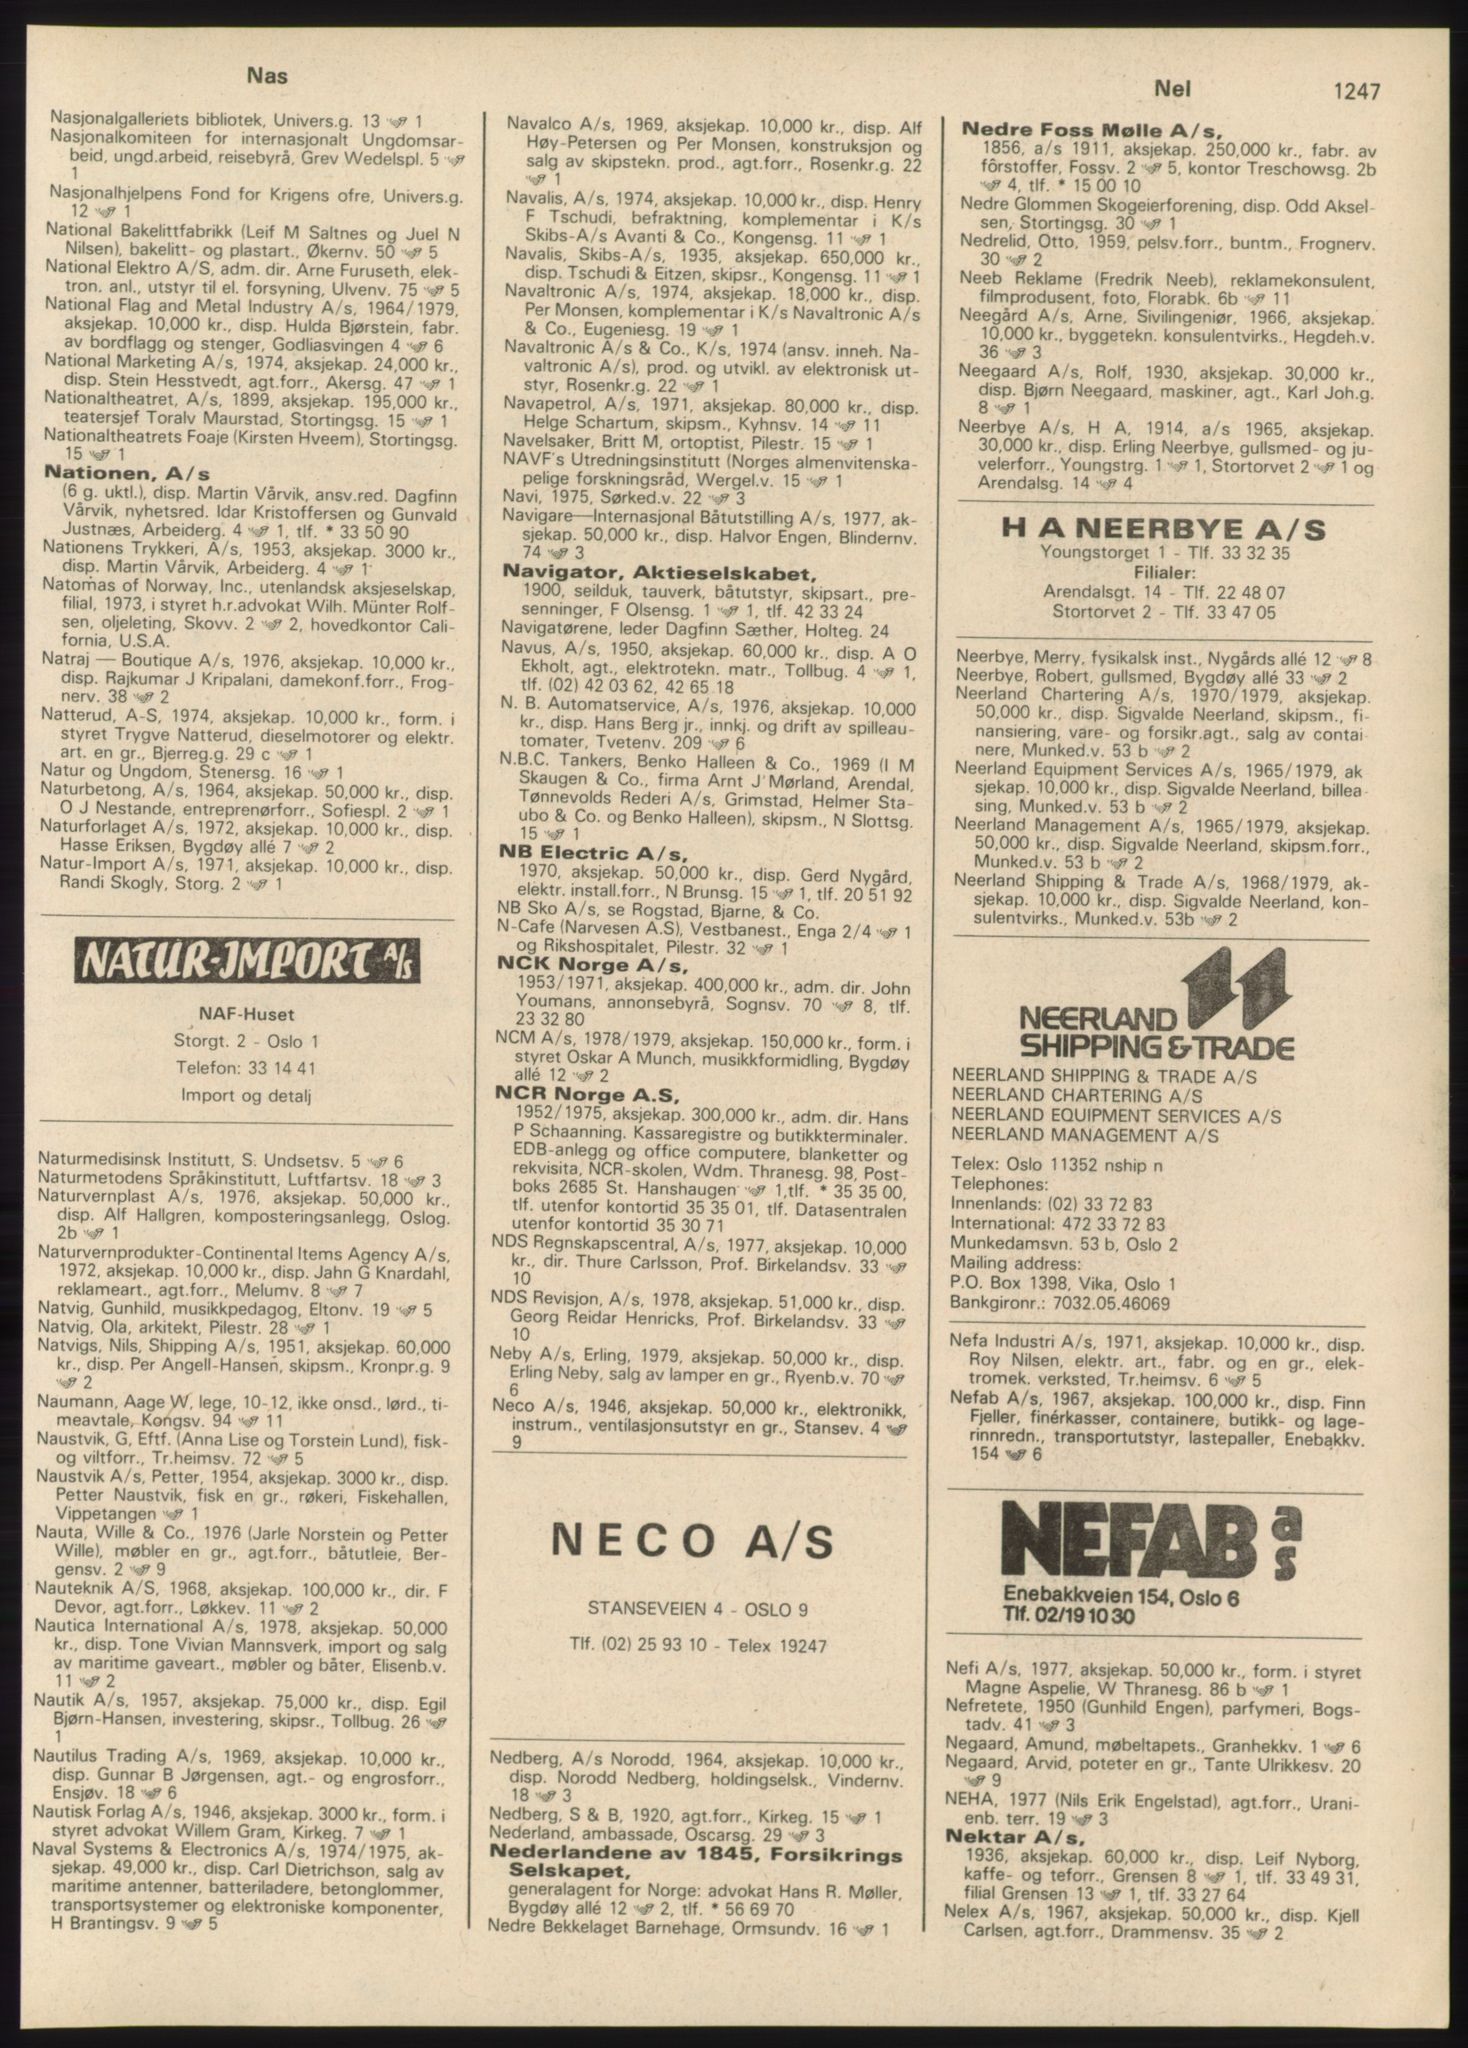 Nas
Nel
1247
Nasjonalgalleriets bibliotek, Univers.g. 13 1
Nasjonalkomiteen for internasjonalt Ungdomsar-
beid, ungd.arbeid, reisebyrå, Grev Wedelspl. 5
1
Nasjonalhjelpens Fond for Krigens ofre, Univers.g.
12 1
National Bakelittfabrikk (Leif M Saltnes og Juel N
Nilsen), bakelitt- og plastart., Økernv. 50 5
National Elektro A/S, adm. dir. Arne Furuseth, elek-
tron. anl., utstyr til el. forsyning, Ulvenv. 75 5
National Flag and Metal Industry A/s, 1964/1979,
aksjekap. 10,000 kr., disp. Hulda Bjørstein, fabr.
av bordflagg og stenger, Godliasvingen 4 6
National Marketing A/s, 1974, aksjekap. 24,000 kr.,
disp. Stein Hesstvedt, agt.forr., Akersg. 47 1
Nationaltheatret, A/s, 1899, aksjekap. 195,000 kr.,
teatersjef Toralv Maurstad, Stortingsg. 15 1
Nationaltheatrets Foaje (Kirsten Hveem), Stortingsg.
15 1
Nationen, A/s
(6 g. uktl.), disp. Martin Vårvik, ansv.red. Dagfinn
Vårvik, nyhetsred. Idar Kristoffersen og Gunvald
Justnæs, Arbeiderg. 4 1, tlf. * 33 50 90
Nationens Trykkeri, A/s, 1953, aksjekap. 3000 kr.,
disp. Martin Vårvik, Arbeiderg. 4 1
Natomas of Norway, Inc., utenlandsk aksjeselskap,
filial, 1973, i styret h.r.advokat Wilh. Münter Rolf-
sen, oljeleting, Skovv. 2 2, hovedkontor Cali-
fornia, U.S.A.
Natraj — Boutique A/s, 1976, aksjekap. 10,000 kr.,
disp. Rajkumar J Kripalani, damekonf.forr., Frog-
nerv. 38 2
Natterud, A-S, 1974, aksjekap. 10,000 kr., form. i
styret Trygve Natterud, dieselmotorer og elektr.
art. en gr., Bjerreg.g. 29 c 1
Natur og Ungdom, Stenersg. 16 1
Naturbetong, A/s, 1964, aksjekap. 50,000 kr., disp.
O J Nestande, entreprenørforr., Sofiespl. 2 1
Naturforlaget A/s, 1972, aksjekap. 10,000 kr., disp.
Hasse Eriksen, Bygdøy allé 7 2
Natur-Import A/s, 1971, aksjekap. 10,000 kr., disp.
Randi Skogly, Storg. 2 1
NATUR-IMPORT A/s
NAF-Huset
Storgt. 2 - Oslo 1
Telefon: 33 14 41
Import og detalj
Naturmedisinsk Institutt, S. Undsetsv. 5 6
Naturmetodens Språkinstitutt, Luftfartsv. 18 3
Naturvernplast A/s, 1976, aksjekap. 50,000 kr.,
disp. Alf Hallgren, komposteringsanlegg, Oslog.
2b 1
Naturvernprodukter-Continental Items Agency A/s,
1972, aksjekap. 10,000 kr., disp. Jahn G Knardahl,
reklameart., agt.forr., Melumv. 8 7
Natvig, Gunhild, musikkpedagog, Eltonv. 19 5
Natvig, Ola, arkitekt, Pilestr. 28 1
Natvigs, Nils, Shipping A/s, 1951, aksjekap. 60,000
kr., disp. Per Angell-Hansen, skipsm., Kronpr.g. 9
2
Naumann, Aage W, lege, 10-12, ikke onsd., lørd., ti-
meavtale, Kongsv. 94 11
Naustvik, G, Eftf. (Anna Lise og Torstein Lund), fisk-
og viltforr., Tr.heimsv. 72 5
Naustvik A/s, Petter, 1954, aksjekap. 3000 kr., disp.
Petter Naustvik, fisk en gr., røkeri, Fiskehallen,
Vippetangen 1
Nauta, Wille & Co., 1976 (Jarle Norstein og Petter
Wille), møbler en gr., agt.forr., båtutleie, Ber-
gensv. 2 9
Nauteknik A/S, 1968, aksjekap. 100,000 kr., dir. F
Devor, agt.forr., Løkkev. 11 2
Nautica International A/s, 1978, aksjekap. 50,000
kr., disp. Tone Vivian Mannsverk, import og salg
av maritime gaveart., møbler og båter, Elisenb.v.
11 2
Nautik A/s, 1957, aksjekap. 75,000 kr., disp. Egil
Bjørn-Hansen, investering, skipsr., Tollbug. 26
1
Nautilus Trading A/s, 1969, aksjekap. 10,000 kr.,
disp. Gunnar B Jørgensen, agt.- og engrosforr.,
Ensjøv. 18 6
Nautisk Forlag A/s, 1946, aksjekap. 3000 kr., form. i
styret advokat Willem Gram, Kirkeg. 7 1
Naval Systems & Electronics A/s, 1974/1975, ak-
sjekap. 49,000 kr., disp. Carl Dietrichson, salg av
maritime antenner, batteriladere, betonglommer,
transportsystemer og elektroniske komponenter,
H Brantingsv. 9 5
Navalco A/s, 1969, aksjekap. 10,000 kr., disp. Alf
Høy-Petersen og Per Monsen, konstruksjon og
salg av skipstekn. prod., agt.forr., Rosenkr.g. 22
1
Navalis, A/s, 1974, aksjekap. 10,000 kr., disp. Henry
F Tschudi, befraktning, komplementar i K/s
Skibs-A/s Avanti & Co., Kongensg. 11 1
Navalis, Skibs-A/s, 1935, aksjekap. 650,000 kr.,
disp. Tschudi & Eitzen, skipsr., Kongensg. 11 1
Navaltronic A/s, 1974, aksjekap. 18,000 kr., disp.
Per Monsen, komplementar i K/s Navaltronic A/s
& Co., Eugeniesg. 19 1
Navaltronic A/s & Co., K/s, 1974 (ansv. inneh. Na-
valtronic A/s), prod. og utvikl. av elektronisk ut-
styr, Rosenkr.g. 22 1
Navapetrol, A/s, 1971, aksjekap. 80,000 kr., disp.
Helge Schartum, skipsm., Kyhnsv. 14 11
Navelsaker, Britt M, ortoptist, Pilestr. 15 1
NAVF's Utredningsinstitutt (Norges almenvitenska-
pelige forskningsråd, Wergel.v. 15 1
Navi, 1975, Sørked.v. 22 3
Navigare—Internasjonal Båtutstilling A/s, 1977, ak-
sjekap. 50,000 kr., disp. Halvor Engen, Blindernv.
74 3
Navigator, Aktieselskabet,
1900, seilduk, tauverk, båtutstyr, skipsart., pre-
senninger, F Olsensg. 1 1, tlf. 42 33 24
Navigatørene, leder Dagfinn Sæther, Holteg. 24
Navus, A/s, 1950, aksjekap. 60,000 kr., disp. A O
Ekholt, agt., elektrotekn. matr., Tollbug. 4 1,
tlf. (02) 42 03 62, 42 65 18
N. B. Automatservice, A/s, 1976, aksjekap. 10,000
kr., disp. Hans Berg jr., innkj. og drift av spilleau-
tomater, Tvetenv. 209 6
N.B.C. Tankers, Benko Halleen & Co., 1969 (I M
Skaugen & Co., firma Arnt J Mørland, Arendal,
Tønnevolds Rederi A/s, Grimstad, Helmer Sta-
ubo & Co. og Benko Halleen), skipsm., N Slottsg.
15 1
NB Electric A/s,
1970, aksjekap. 50,000 kr., disp. Gerd Nygård,
elektr. install.forr., N Brunsg. 15 1, tlf. 20 51 92
NB Sko A/s, se Rogstad, Bjarne, & Co.
N-Cafe (Narvesen A.S), Vestbanest., Enga 2/4 1
og Rikshospitalet, Pilestr. 32 1
NCK Norge A/s,
1953/1971, aksjekap. 400,000 kr., adm. dir. John
Youmans, annonsebyrå, Sognsv. 70 8, tlf.
23 32 80
NCM A/s, 1978/1979, aksjekap. 150,000 kr., form. i
styret Oskar A Munch, musikkformidling, Bygdøy
allé 12 2
NCR Norge A.S,
1952/1975, aksjekap. 300,000 kr., adm. dir. Hans
P Schaanning. Kassaregistre og butikkterminaler.
EDB-anlegg og office computere, blanketter og
rekvisita, NCR-skolen, Wdm. Thranesg. 98, Post-
boks 2685 St. Hanshaugen 1,tlf. * 35 35 00,
tlf. utenfor kontortid 35 35 01, tlf. Datasentralen
utenfor kontortid 35 30 71
NDS Regnskapscentral, A/s, 1977, aksjekap. 10,000
kr., dir. Thure Carlsson, Prof. Birkelandsv. 33
10
NDS Revisjon, A/s, 1978, aksjekap. 51,000 kr., disp.
Georg Reidar Henricks, Prof. Birkelandsv. 33
10
Neby A/s, Erling, 1979, aksjekap. 50,000 kr., disp.
Erling Neby, salg av lamper en gr., Ryenb.v. 70
6
Neco A/s, 1946, aksjekap. 50,000 kr., elektronikk,
instrum., ventilasjonsutstyr en gr., Stansev. 4
9
NECO A/S
STANSEVEIEN 4 - OSLO 9
Tlf. (02) 25 93 10 - Telex 19247
Nedberg, A/s Norodd, 1964, aksjekap. 10,000 kr.,
disp. Norodd Nedberg, holdingselsk., Vindernv.
18 3
Nedberg, S & B, 1920, agt.forr., Kirkeg. 15 1
Nederland, ambassade, Oscarsg. 29 3
Nederlandene av 1845, Forsikrings
Selskapet,
generalagent for Norge: advokat Hans R. Møller,
Bygdøy allé 12 2, tlf. * 56 69 70
Nedre Bekkelaget Barnehage, Ormsundv. 16 1
Nedre Foss Mølle A/s,
1856, a/s 1911, aksjekap. 250,000 kr., fabr. av
fôrstoffer, Fossv. 2 5, kontor Treschowsg. 2b
4, tlf. * 15 00 10
Nedre Glommen Skogeierforening, disp. Odd Aksel-
sen, Stortingsg. 30 1
Nedrelid, Otto, 1959, pelsv.forr., buntm., Frognerv.
30 2
Neeb Reklame (Fredrik Neeb), reklamekonsulent,
filmprodusent, foto, Florabk. 6b 11
Neegård A/s, Arne, Sivilingeniør, 1966, aksjekap.
10,000 kr., byggetekn. konsulentvirks., Hegdeh.v.
36 3
Neegaard A/s, Rolf, 1930, aksjekap. 30,000 kr.,
disp. Bjørn Neegaard, maskiner, agt., Karl Joh.g.
8 1
Neerbye A/s, H A, 1914, a/s 1965, aksjekap.
30,000 kr., disp. Erling Neerbye, gullsmed- og ju-
velerforr., Youngstrg. 1 1, Stortorvet 2 1 og
Arendalsg. 14 4
H A NEERBYE A/S
Youngstorget 1 - Tlf. 33 32 35
Filialer:
Arendalsgt. 14 - Tlf. 22 48 07
Stortorvet 2 - Tlf. 33 47 05
Neerbye, Merry, fysikalsk inst., Nygårds allé 12 8
Neerbye, Robert, gullsmed, Bygdøy allé 33 2
Neerland Chartering A/s, 1970/1979, aksjekap.
50,000 kr., disp. Sigvalde Neerland, skipsm., fi-
nansiering, vare- og forsikr.agt., salg av contai
nere, Munked.v. 53 b 2
Neerland Equipment Services A/s, 1965/1979, ak
sjekap. 10,000 kr., disp. Sigvalde Neerland, billea-
sing, Munked.v. 53 b 2
Neerland Management A/s, 1965/1979, aksjekap.
50,000 kr., disp. Sigvalde Neerland, skipsm.forr.,
Munked.v. 53 b 2
Neerland Shipping & Trade A/s, 1968/1979, ak-
sjekap. 10,000 kr., disp. Sigvalde Neerland, kon-
sulentvirks., Munked.v. 53b 2
NEERLAND
SHIPPING & TRADE
NEERLAND SHIPPING & TRADE A/S
NEERLAND CHARTERING A/S
NEERLAND EQUIPMENT SERVICES A/S
NEERLAND MANAGEMENT A/S
Telex: Oslo 11352 nship n
Telephones:
Innenlands: (02) 33 72 83
International: 472 33 72 83
Munkedamsvn. 53 b, Oslo 2
Mailing address:
P.O. Box 1398, Vika, Oslo 1
Bankgironr.: 7032.05.46069
Nefa Industri A/s, 1971, aksjekap. 10,000 kr., disp.
Roy Nilsen, elektr. art., fabr. og en gr., elek-
tromek. verksted, Tr.heimsv. 6 5
Nefab A/s, 1967, aksjekap. 100,000 kr., disp. Finn
Fjeller, finérkasser, containere, butikk- og lage-
rinnredn., transportutstyr, lastepaller, Enebakkv.
154 6
NEFAB as
Enebakkveien 154, Oslo 6
Tlf. 02/19 10 30
Nefi A/s, 1977, aksjekap. 50,000 kr., form. i styret
Magne Aspelie, W Thranesg. 86 b 1
Nefretete, 1950 (Gunhild Engen), parfymeri, Bogs-
tadv. 41 3
Negaard, Amund, møbeltapets., Granhekkv. 1 6
Negaard, Arvid, poteter en gr., Tante Ulrikkesv. 20
9
NEHA, 1977 (Nils Erik Engelstad), agt.forr., Urani-
enb. terr. 19 3
Nektar A/s,
1936, aksjekap. 60,000 kr., disp. Leif Nyborg,
kaffe- og teforr., Grensen 8 1, tlf. 33 49 31,
filial Grensen 13 1, tlf. 33 27 64
Nelex A/s, 1967, aksjekap. 50,000 kr., disp. Kjell
Carlsen, agt.forr., Drammensv. 35 2